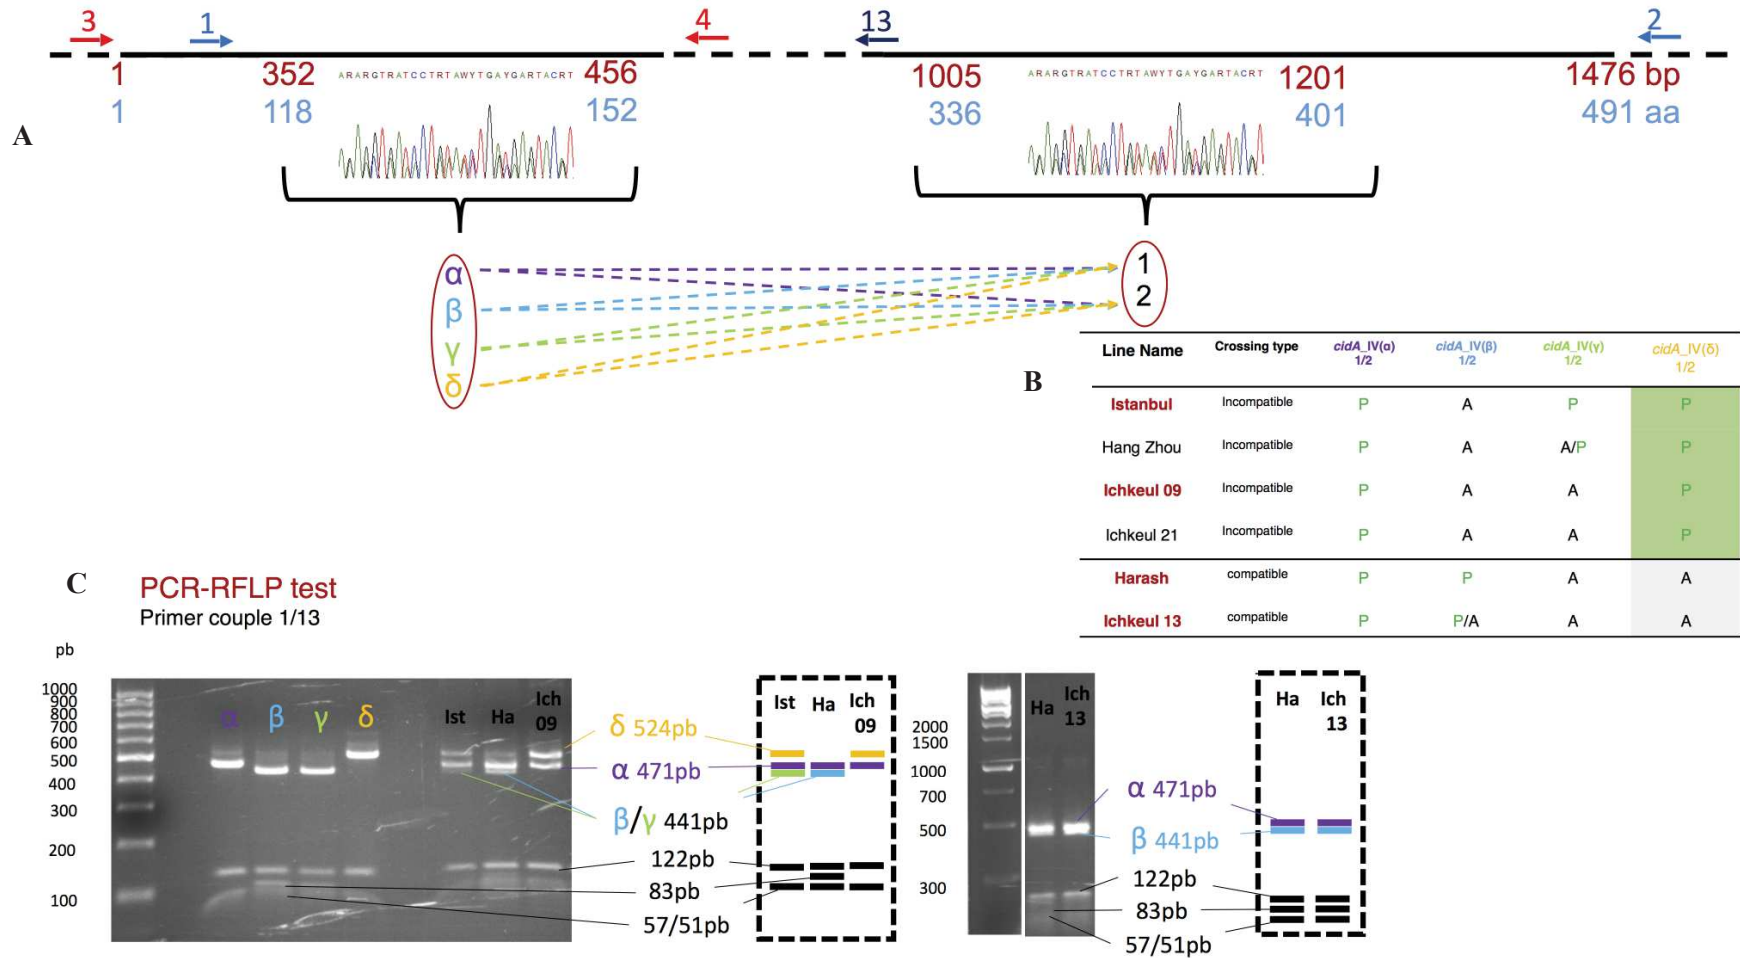 3 1 4 13 2
1 352 ARARGTRATCCTRTAWYTGAYGARTACRT 456 1005 ARARGTRATCCTRTAWYTGAYGARTACRT 1201 1476 bp
1 118 152 336 401 491 aa
A
α
β
γ
δ
1
2
B
Line Name Crossing type cidA_IV(α) 1/2 cidA_IV(β) 1/2 cidA_IV(γ) 1/2 cidA_IV(δ) 1/2
Istanbul Incompatible P A P P
Hang Zhou Incompatible P A A/P P
Ichkeul 09 Incompatible P A A P
Ichkeul 21 Incompatible P A A P
Harash compatible P P A A
Ichkeul 13 compatible P P/A A A
C
PCR-RFLP test
Primer couple 1/13
pb
1000
900
800
700
600
500
400
300
200
100
α β γ δ Ist Ha Ich 09
δ 524pb
α 471pb
β/γ 441pb
122pb
83pb
57/51pb
Ist Ha Ich 09
2000
1500
1000
700
500
300
Ha Ich 13
α 471pb
β 441pb
122pb
83pb
57/51pb
Ha Ich 13